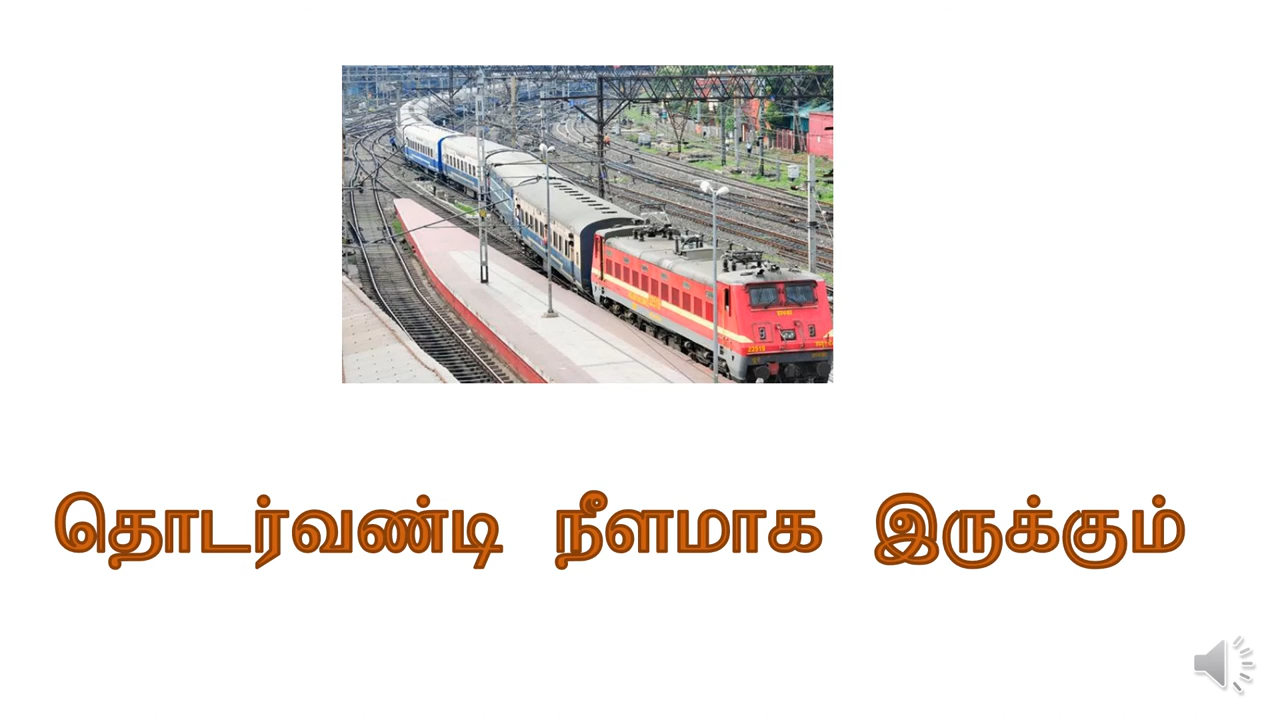 தொடர்வண்டி நீளமாக இருக்கும்